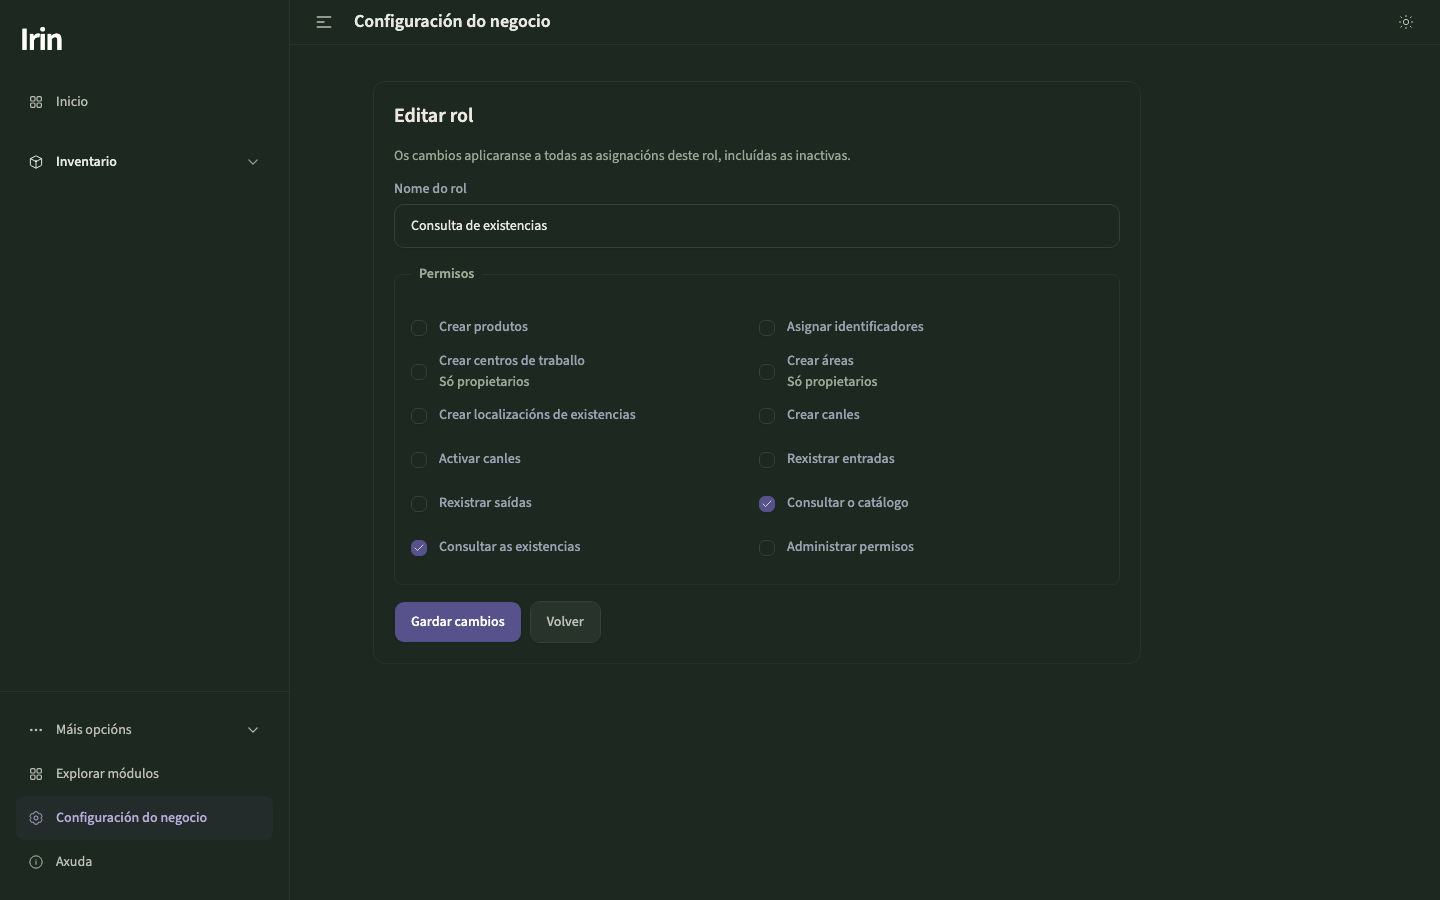 Irin
Inicio
Inventario
Máis opcións
Explorar módulos
Configuración do negocio
Axuda
Configuración do negocio
Editar rol
Os cambios aplicaranse a todas as asignacións deste rol, incluídas as inactivas.
Nome do rol
Consulta de existencias
Permisos
Crear produtos
Asignar identificadores
Crear centros de traballo
Só propietarios
Crear áreas
Só propietarios
Crear localizacións de existencias
Crear canles
Activar canles
Rexistrar entradas
Rexistrar saídas
Consultar o catálogo
Consultar as existencias
Administrar permisos
Gardar cambios
Volver